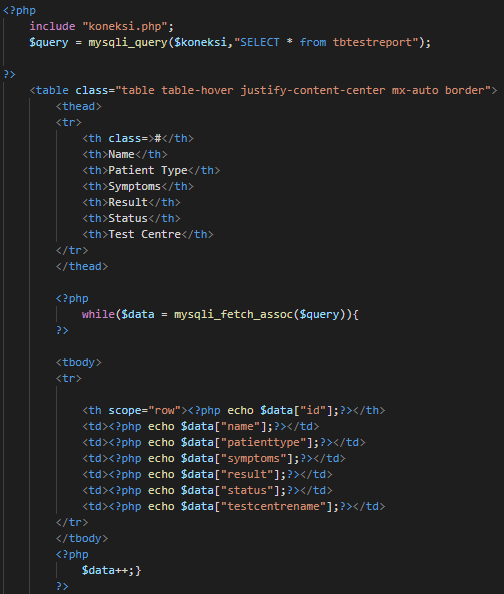 <?php
include "koneksi.php";
$query = mysqli_query($koneksi,"SELECT * from tbtestreport");
?>
<table class="table table-hover justify-content-center mx-auto border">
<thead>
<tr>
<th class=>#</th>
<th>Name</th>
<th>Patient Type</th>
<th>Symptoms</th>
<th>Result</th>
<th>Status</th>
<th>Test Centre</th>
</tr>
</thead>
<?php
while($data = mysqli_fetch_assoc($query)){
?>
<tbody>
<tr>
<th scope="row"><?php echo $data["id"];?></th>
<td><?php echo $data["name"];?></td>
<td><?php echo $data["patienttype"];?></td>
<td><?php echo $data["symptoms"];?></td>
<td><?php echo $data["result"];?></td>
<td><?php echo $data["status"];?></td>
<td><?php echo $data["testcentrename"];?></td>
</tr>
</tbody>
<?php
$data++;}
?>